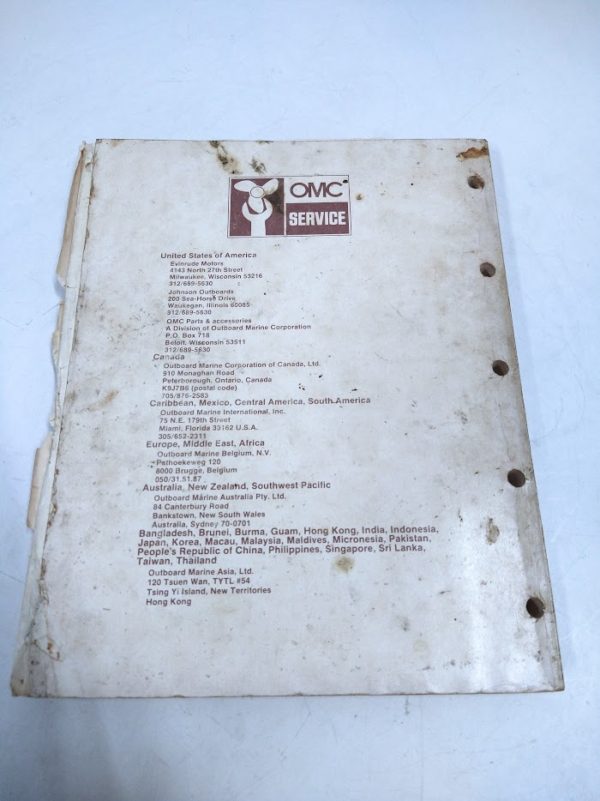 OMC
SERVICE
United States of America
Evinrude Motors
4143 North 27th Street
Milwaukee, Wisconsin 53216
312/689-5630
Johnson Outboards
200 Sea-Horse Drive
Waukegan, Illinois 60085
312/689-5630
OMC Parts & accessories
A Division of Outboard Marine Corporation
P.O. Box 718
Beloit, Wisconsin 53511
312/689-5630
Canada
Outboard Marine Corporation of Canada, Ltd.
910 Monaghan Road
Peterborough, Ontario, Canada
K9J7B6 (postal code)
705/876-2583
Caribbean, Mexico, Central America, South America
Outboard Marine International, Inc.
75 N.E. 179th Street
Miami, Florida 33162 U.S.A.
305/652-2311
Europe, Middle East, Africa
Outboard Marine Belgium, N.V.
Pathoekeweg 120
8000 Brugge, Belgium
050/31.51.87
Australia, New Zealand, Southwest Pacific
Outboard Marine Australia Pty. Ltd.
84 Canterbury Road
Bankstown, New South Wales
Australia, Sydney 70-0701
Bangladesh, Brunei, Burma, Guam, Hong Kong, India, Indonesia,
Japan, Korea, Macau, Malaysia, Maldives, Micronesia, Pakistan,
People's Republic of China, Philippines, Singapore, Sri Lanka,
Taiwan, Thailand
Outboard Marine Asia, Ltd.
120 Tsuen Wan, TYTL #54
Tsing Yi Island, New Territories
Hong Kong